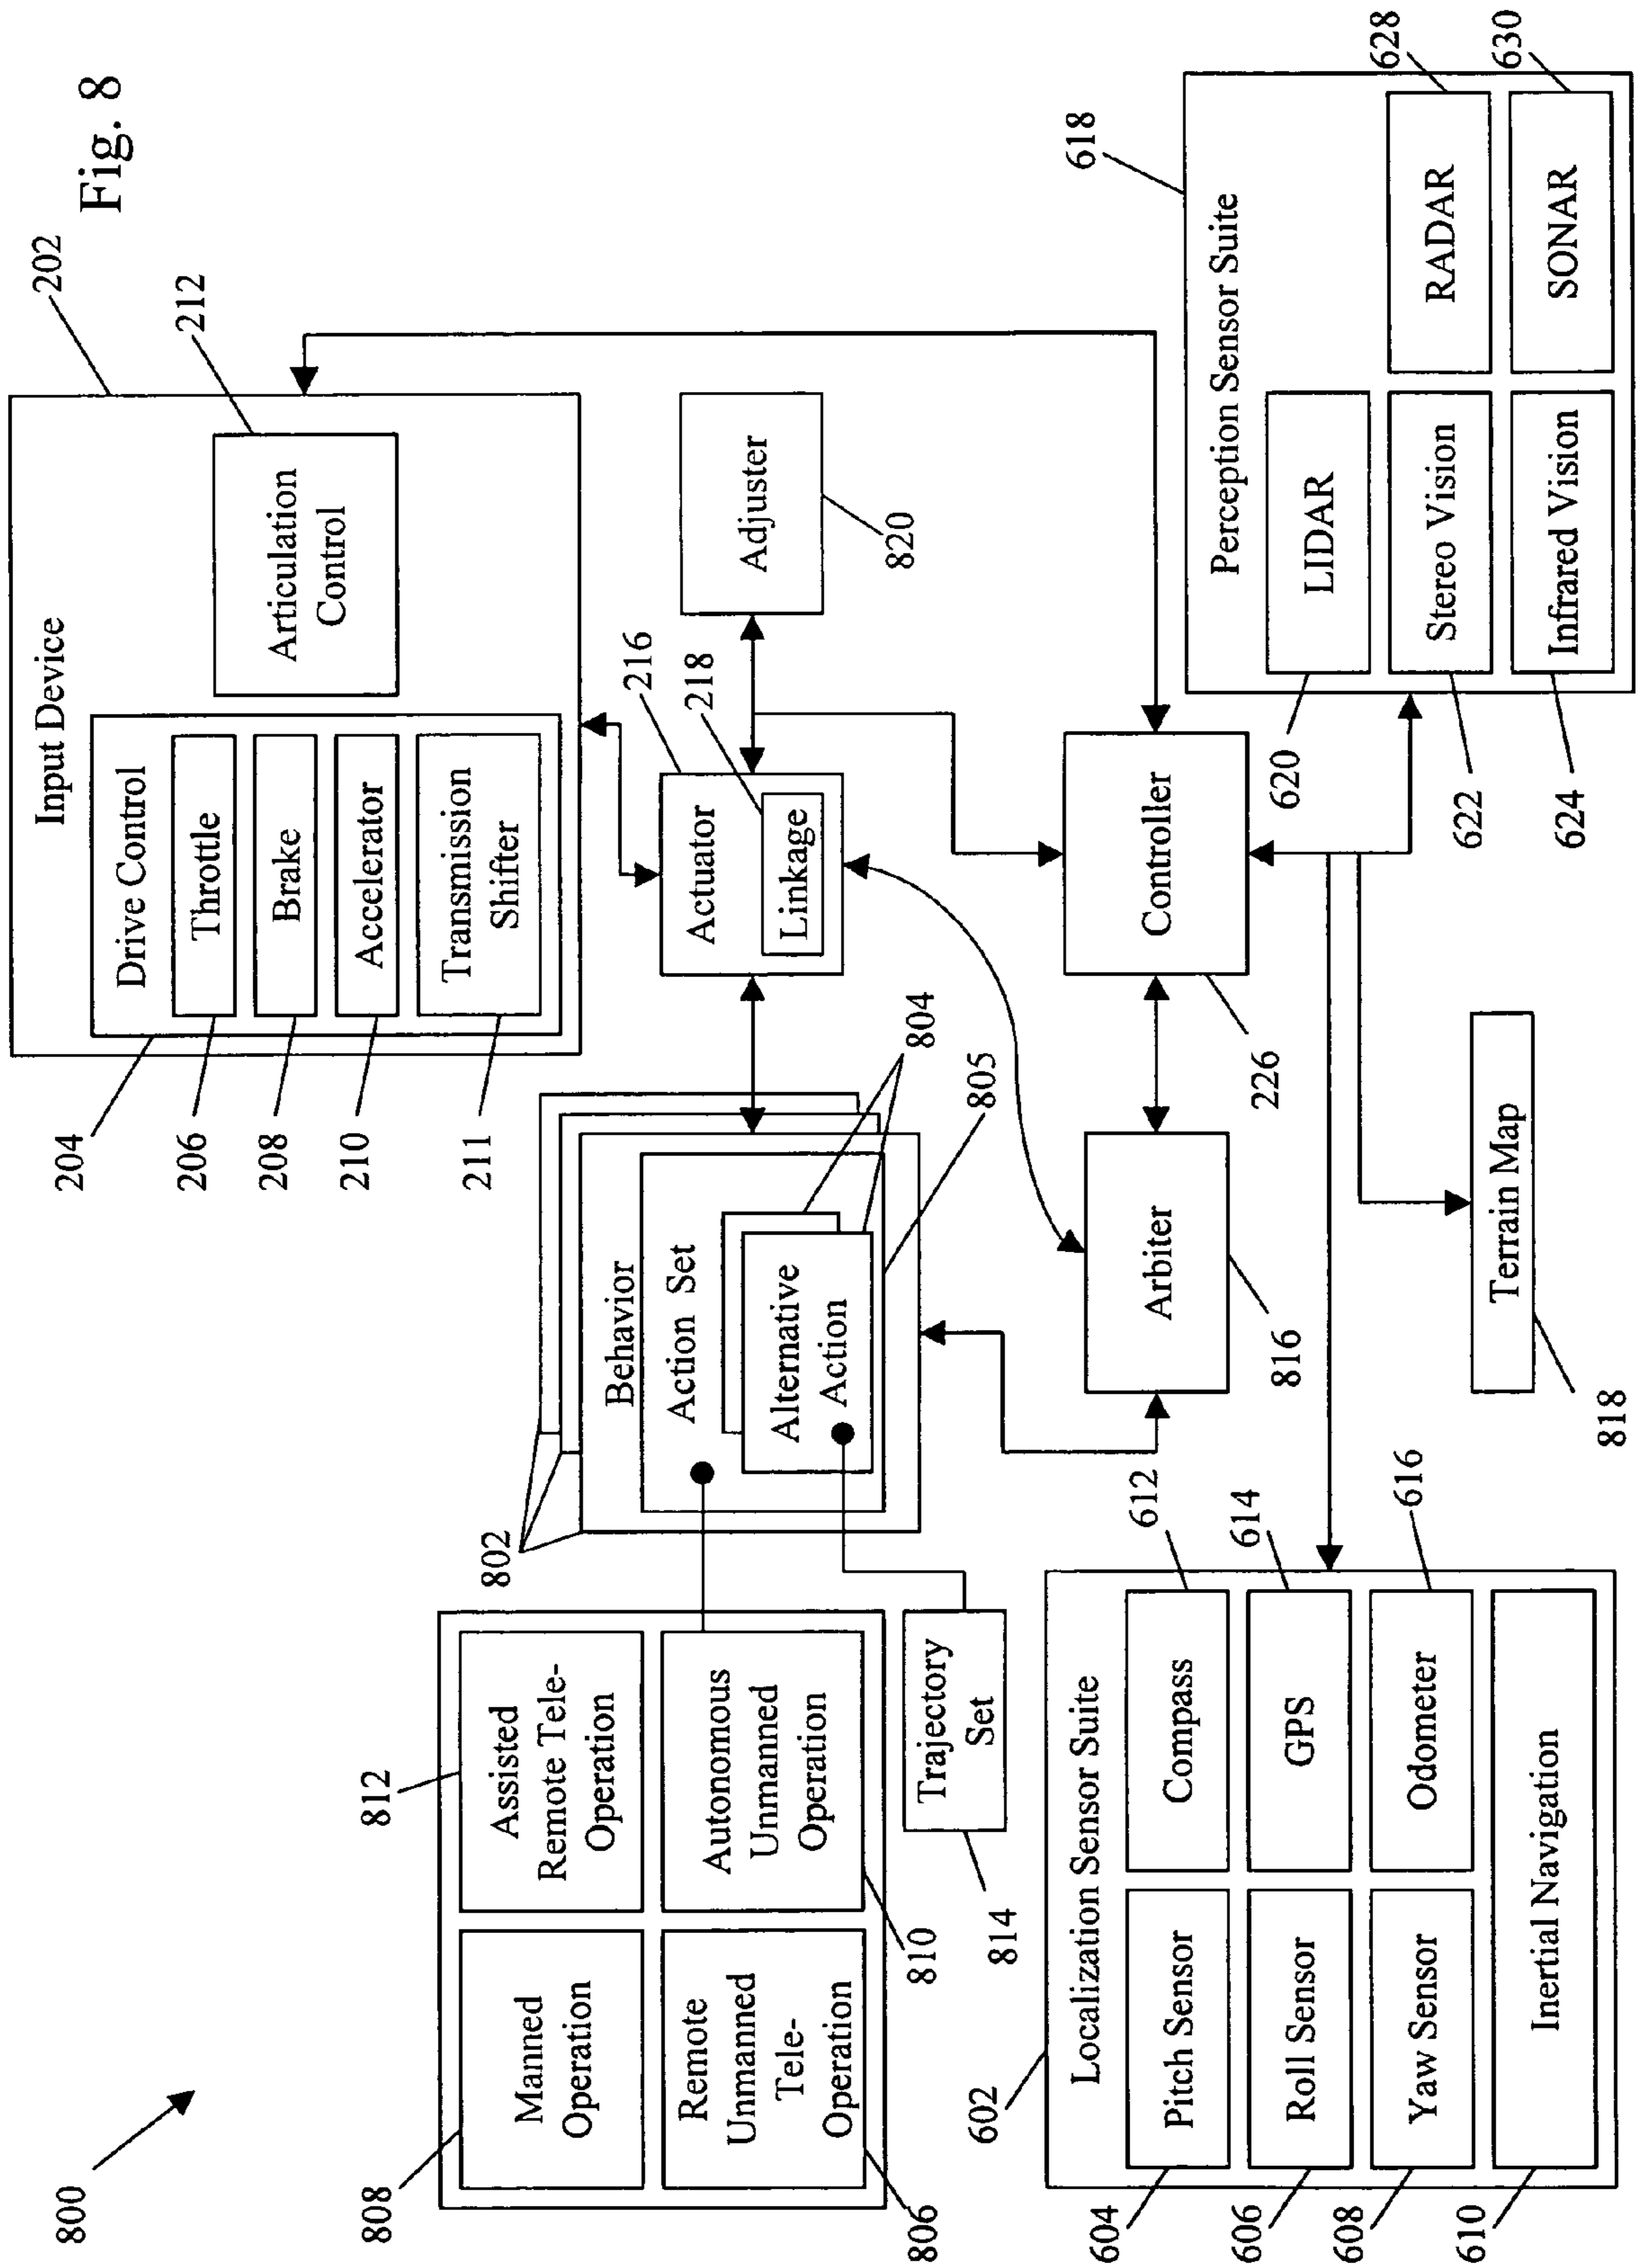 Fig. 8
800
808
812
Manned
Operation
Assisted
Remote Tele-
Operation
Remote
Unmanned
Tele-
Operation
Autonomous
Unmanned
Operation
806
810
Trajectory
Set
814
802
Behavior
Action Set
Alternative
Action
804
805
202
Input Device
204
Drive Control
206
Throttle
208
Brake
210
Accelerator
211
Transmission
Shifter
212
Articulation
Control
216
Actuator
218
Linkage
Adjuster
820
Arbiter
816
Controller
226
602
Localization Sensor Suite
604
Pitch Sensor
Compass
612
606
Roll Sensor
GPS
614
608
Yaw Sensor
Odometer
616
610
Inertial Navigation
Terrain Map
818
618
Perception Sensor Suite
620
LIDAR
622
Stereo Vision
RADAR
628
624
Infrared Vision
SONAR
630